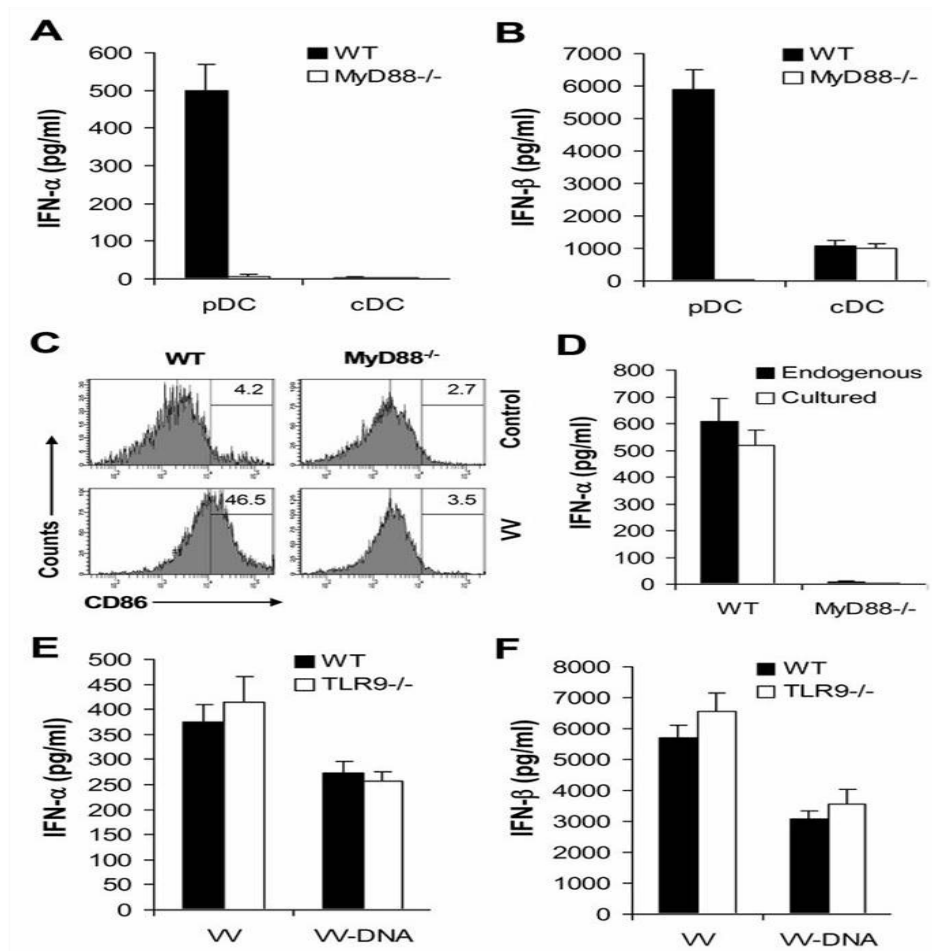 A
600
500
400
300
200
100
0
IFN-α (pg/ml)
WT
MyD88-/-
pDC
cDC
B
7000
6000
5000
4000
3000
2000
1000
0
IFN-β (pg/ml)
WT
MyD88-/-
pDC
cDC
C
WT
MyD88-/-
4.2
2.7
Control
46.5
3.5
VV
Counts
CD86
D
800
700
600
500
400
300
200
100
0
IFN-α (pg/ml)
Endogenous
Cultured
WT
MyD88-/-
E
500
450
400
350
300
250
200
150
100
50
0
IFN-α (pg/ml)
WT
TLR9-/-
VV
VV-DNA
F
8000
7000
6000
5000
4000
3000
2000
1000
0
IFN-β (pg/ml)
WT
TLR9-/-
VV
VV-DNA